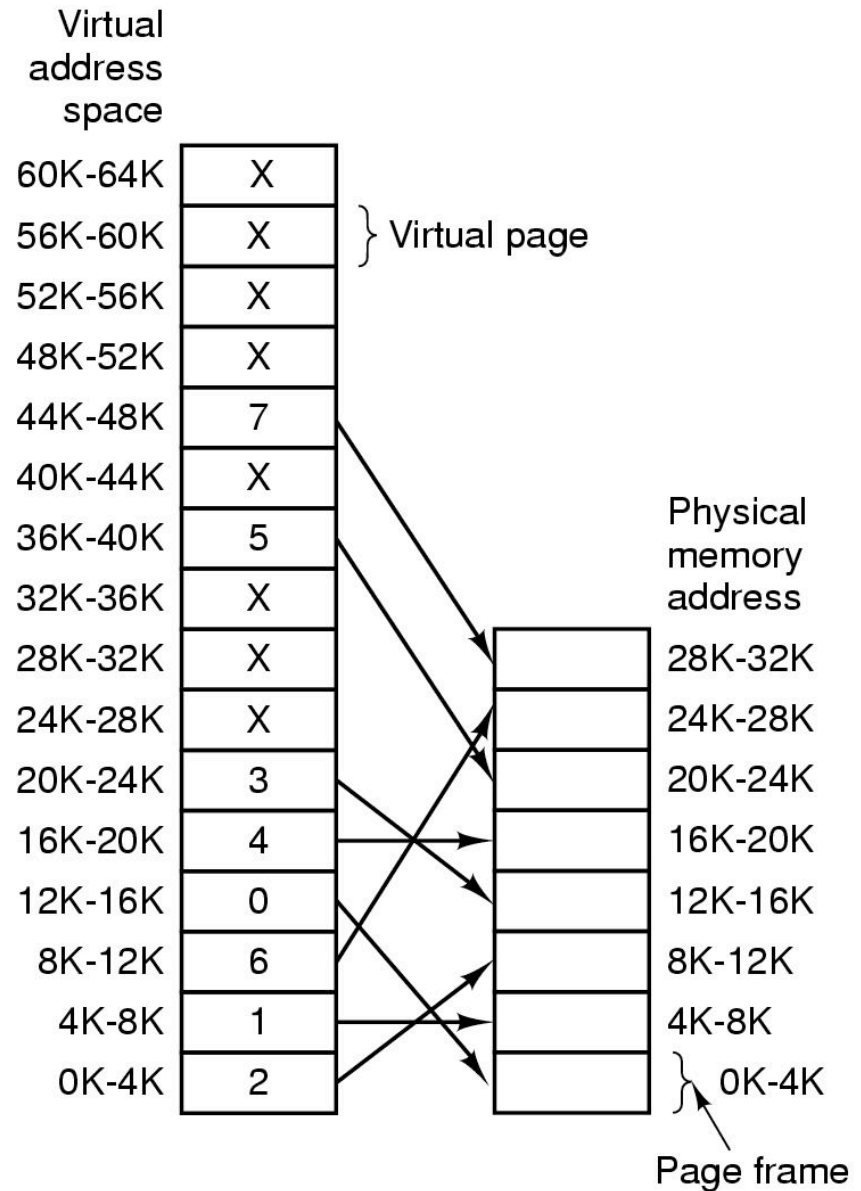 Virtual
address
space
60K-64K X
56K-60K X Virtual page
52K-56K X
48K-52K X
44K-48K 7
40K-44K X
36K-40K 5
32K-36K X
28K-32K X
24K-28K X
20K-24K 3
16K-20K 4
12K-16K 0
8K-12K 6
4K-8K 1
0K-4K 2
Physical
memory
address
28K-32K
24K-28K
20K-24K
16K-20K
12K-16K
8K-12K
4K-8K
0K-4K
Page frame